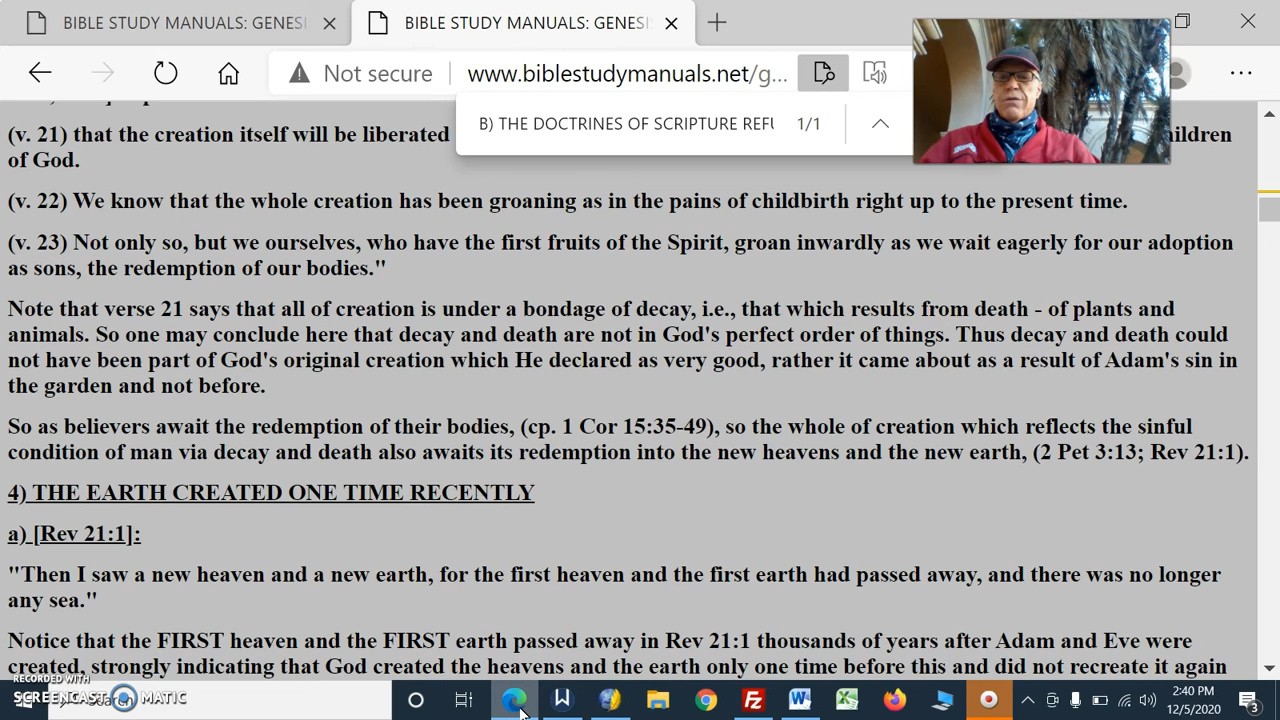 BIBLE STUDY MANUALS: GENESI
BIBLE STUDY MANUALS: GENESI
Not secure
www.biblestudymanuals.net/g...
B) THE DOCTRINES OF SCRIPTURE REFU
1/1
(v. 21) that the creation itself will be liberated
of God.
(v. 22) We know that the whole creation has been groaning as in the pains of childbirth right up to the present time.
(v. 23) Not only so, but we ourselves, who have the first fruits of the Spirit, groan inwardly as we wait eagerly for our adoption
as sons, the redemption of our bodies."
Note that verse 21 says that all of creation is under a bondage of decay, i.e., that which results from death - of plants and
animals. So one may conclude here that decay and death are not in God's perfect order of things. Thus decay and death could
not have been part of God's original creation which He declared as very good, rather it came about as a result of Adam's sin in
the garden and not before.
So as believers await the redemption of their bodies, (cp. 1 Cor 15:35-49), so the whole of creation which reflects the sinful
condition of man via decay and death also awaits its redemption into the new heavens and the new earth, (2 Pet 3:13; Rev 21:1).
4) THE EARTH CREATED ONE TIME RECENTLY
a) [Rev 21:1]:
"Then I saw a new heaven and a new earth, for the first heaven and the first earth had passed away, and there was no longer
any sea."
Notice that the FIRST heaven and the FIRST earth passed away in Rev 21:1 thousands of years after Adam and Eve were
created, strongly indicating that God created the heavens and the earth only one time before this and did not recreate it again
RECORDED WITH
SCREENCAST MATIC
2:40 PM
12/5/2020
3